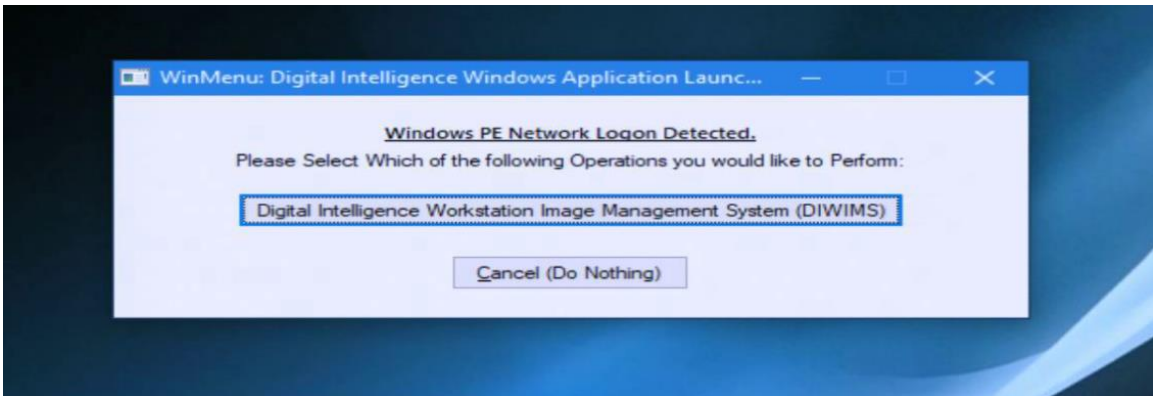 WinMenu: Digital Intelligence Windows Application Launc...
Windows PE Network Logon Detected.
Please Select Which of the following Operations you would like to Perform:
Digital Intelligence Workstation Image Management System (DIWIMS)
Cancel (Do Nothing)